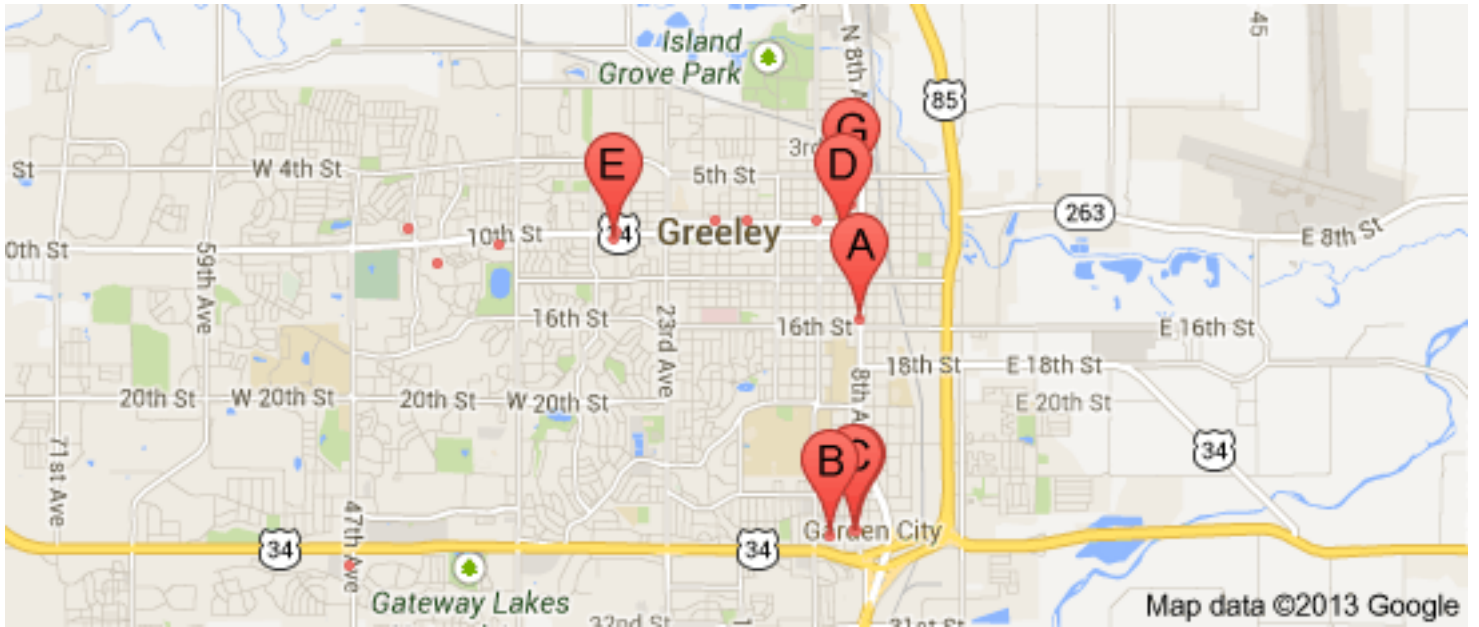 Island
Grove Park
N 8th A
45
85
G
3rd
St
W 4th St
E
5th St
D
263
0th St
10th St
34
Greeley
A
E 8th St
59th Ave
16th St
23rd Ave
16th St
E 16th St
18th St
E 18th St
8th A
20th St
W 20th St
20th St
W 20th St
E 20th St
71st Ave
B
C
34
47th Ave
Garden City
34
34
Gateway Lakes
32nd St
31st St
Map data ©2013 Google